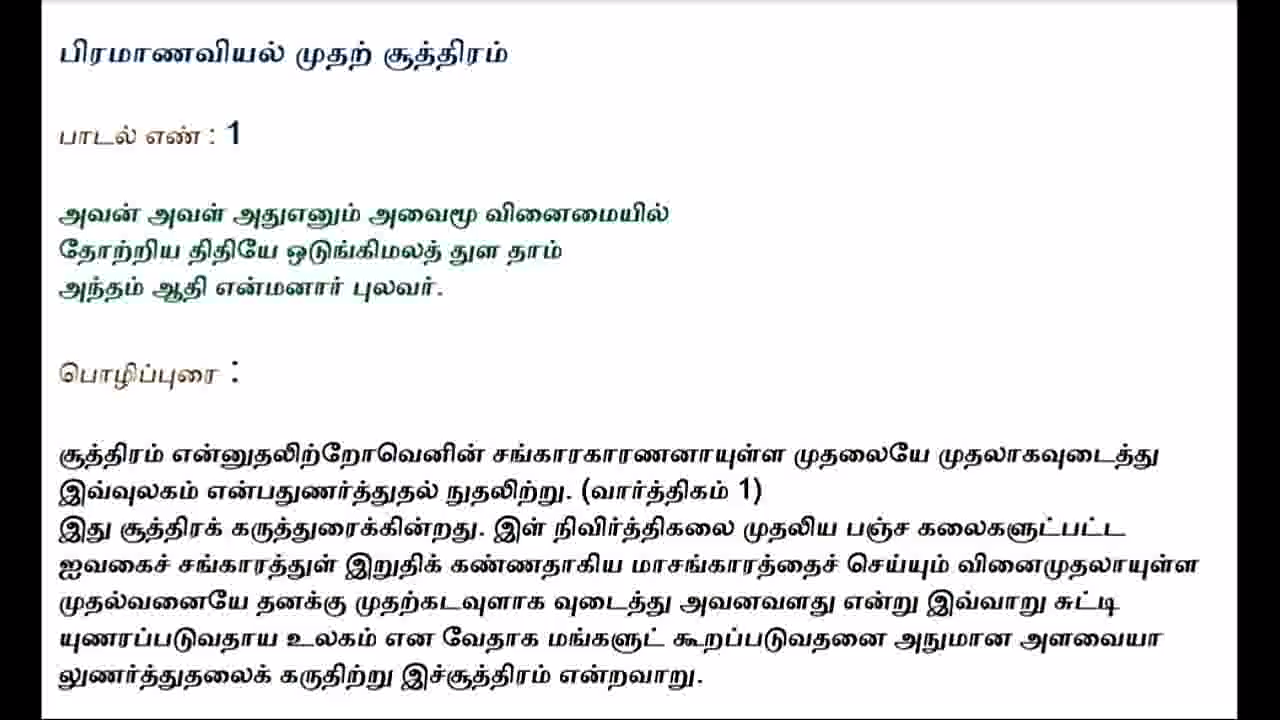 பிரமாணவியல் முதற் சூத்திரம்
பாடல் எண் : 1
அவன் அவள் அதுஎனும் அவைமூ வினைமையில்
தோற்றிய திதியே ஒடுங்கிமலத் துள தாம்
அந்தம் ஆதி என்மனார் புலவர்.
பொழிப்புரை :
சூத்திரம் என்னுதலிற்றோவெனின் சங்காரகாரணனாயுள்ள முதலையே முதலாகவுடைத்து
இவ்வுலகம் என்பதுணர்த்துதல் நுதலிற்று. (வார்த்திகம் 1)
இது சூத்திரக் கருத்துரைக்கின்றது. இள் நிவிர்த்திகலை முதலிய பஞ்ச கலைகளுட்பட்ட
ஐவகைச் சங்காரத்துள் இறுதிக் கண்ணதாகிய மாசங்காரத்தைச் செய்யும் வினைமுதலாயுள்ள
முதல்வனையே தனக்கு முதற்கடவுளாக வுடைத்து அவனவளது என்று இவ்வாறு சுட்டி
யுணரப்படுவதாய உலகம் என வேதாக மங்களுட் கூறப்படுவதனை அநுமான அளவையா
லுணர்த்துதலைக் கருதிற்று இச்சூத்திரம் என்றவாறு.